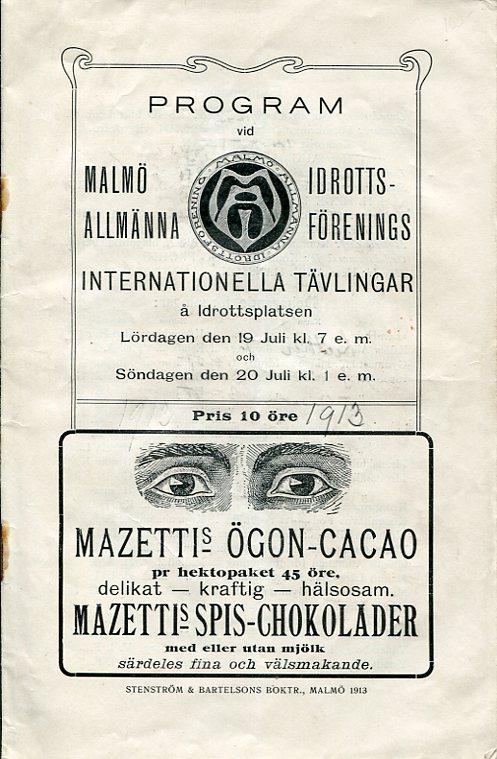 PROGRAM
vid
MALMÖ IDROTTS-
ALLMÄNNA FÖRENINGS
MALMÖ ALLMÄNNA IDROTTSFÖRENING
INTERNATIONELLA TÄVLINGAR
å Idrottsplatsen
Lördagen den 19 Juli kl. 7 e. m.
och
Söndagen den 20 Juli kl. 1 e. m.
Pris 10 öre
1913 1913
MAZETTIS ÖGON-CACAO
pr hektopaket 45 öre,
delikat — kraftig — hälsosam.
MAZETTIS SPIS-CHOKOLADER
med eller utan mjölk
särdeles fina och välsmakande.
STENSTRÖM & BARTELSONS BOKTR., MALMÖ 1913